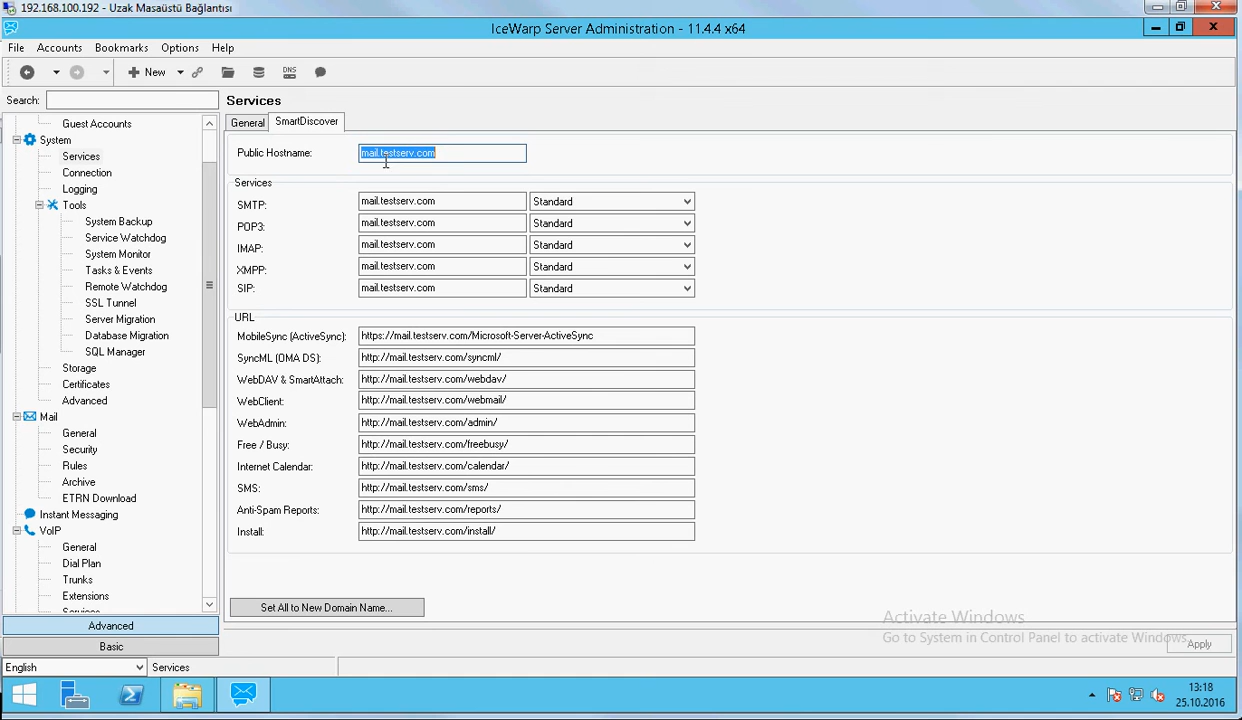 192.168.100.192 - Uzak Masaüstü Bağlantısı
IceWarp Server Administration - 11.4.4 x64
File Accounts Bookmarks Options Help
New DNS
Search:
Services
General SmartDiscover
Guest Accounts
System
Services
Connection
Logging
Tools
System Backup
Service Watchdog
System Monitor
Tasks & Events
Remote Watchdog
SSL Tunnel
Server Migration
Database Migration
SQL Manager
Storage
Certificates
Advanced
Mail
General
Security
Rules
Archive
ETRN Download
Instant Messaging
VoIP
General
Dial Plan
Trunks
Extensions
Services
Advanced
Basic
Public Hostname: mail.testserv.com
Services
SMTP: mail.testserv.com Standard
POP3: mail.testserv.com Standard
IMAP: mail.testserv.com Standard
XMPP: mail.testserv.com Standard
SIP: mail.testserv.com Standard
URL
MobileSync (ActiveSync): https://mail.testserv.com/Microsoft-Server-ActiveSync
SyncML (OMA DS): http://mail.testserv.com/syncml/
WebDAV & SmartAttach: http://mail.testserv.com/webdav/
WebClient: http://mail.testserv.com/webmail/
WebAdmin: http://mail.testserv.com/admin/
Free / Busy: http://mail.testserv.com/freebusy/
Internet Calendar: http://mail.testserv.com/calendar/
SMS: http://mail.testserv.com/sms/
Anti-Spam Reports: http://mail.testserv.com/reports/
Install: http://mail.testserv.com/install/
Set All to New Domain Name...
Activate Windows
Go to System in Control Panel to activate Windows.
Apply
English Services
13:18
25.10.2016